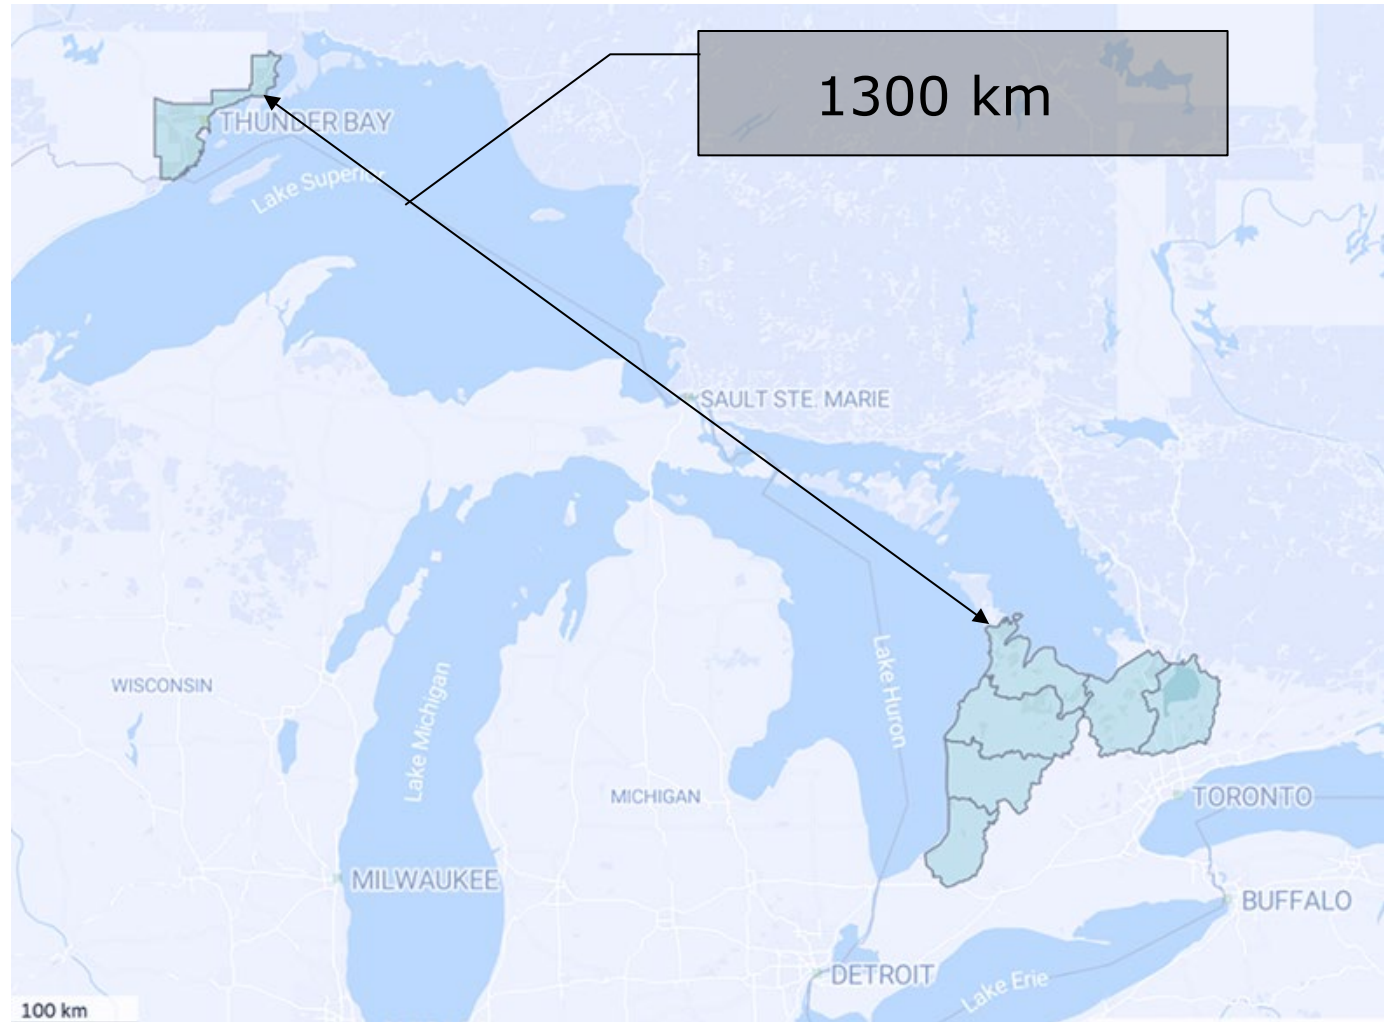 1300 km
THUNDER BAY
Lake Superior
SAULT STE. MARIE
Lake Huron
WISCONSIN
Lake Michigan
MICHIGAN
TORONTO
MILWAUKEE
BUFFALO
DETROIT
Lake Erie
100 km